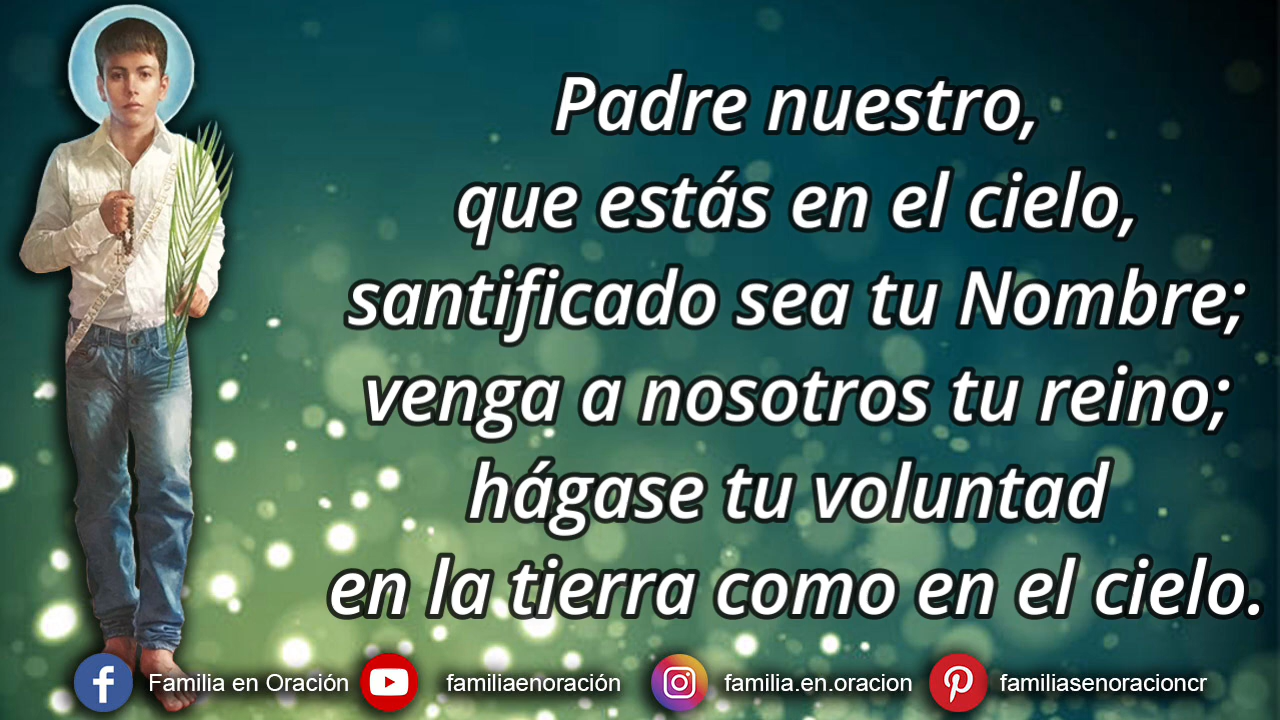 Padre nuestro,
que estás en el cielo,
santificado sea tu Nombre;
venga a nosotros tu reino;
hágase tu voluntad
en la tierra como en el cielo.
Familia en Oración
familiaenoración
familia.en.oracion
familiasenoracioncr